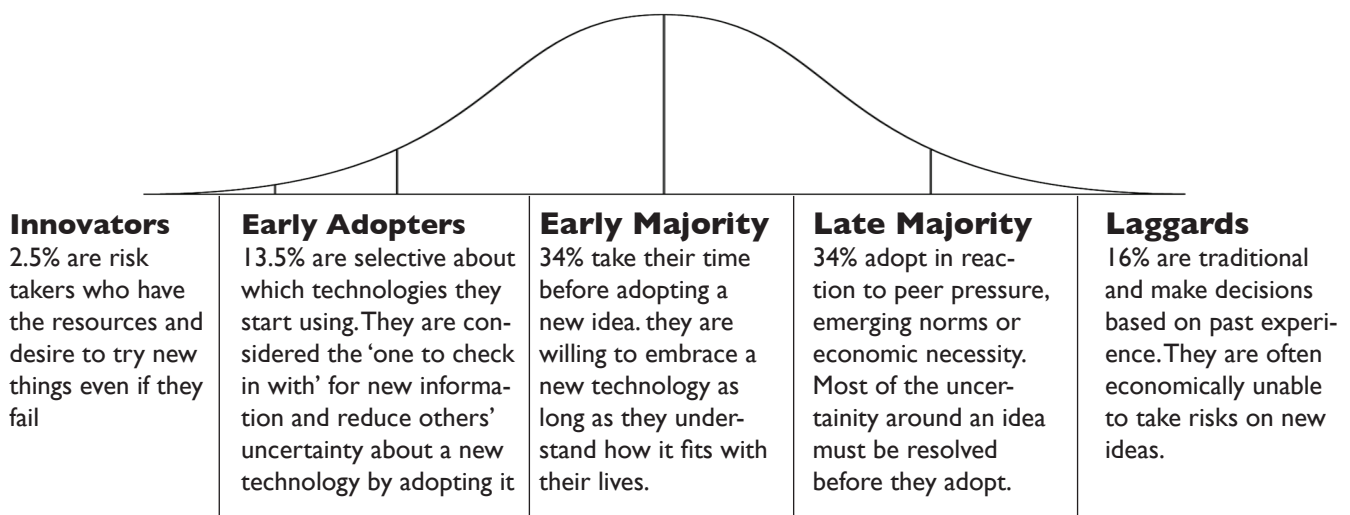 Innovators
2.5% are risk
takers who have
the resources and
desire to try new
things even if they
fail
Early Adopters
13.5% are selective about
which technologies they
start using. They are con-
sidered the ‘one to check
in with’ for new informa-
tion and reduce others’
uncertainty about a new
technology by adopting it
Early Majority
34% take their time
before adopting a
new idea. they are
willing to embrace a
new technology as
long as they under-
stand how it fits with
their lives.
Late Majority
34% adopt in reac-
tion to peer pressure,
emerging norms or
economic necessity.
Most of the uncer-
tainity around an idea
must be resolved
before they adopt.
Laggards
16% are traditional
and make decisions
based on past experi-
ence. They are often
economically unable
to take risks on new
ideas.